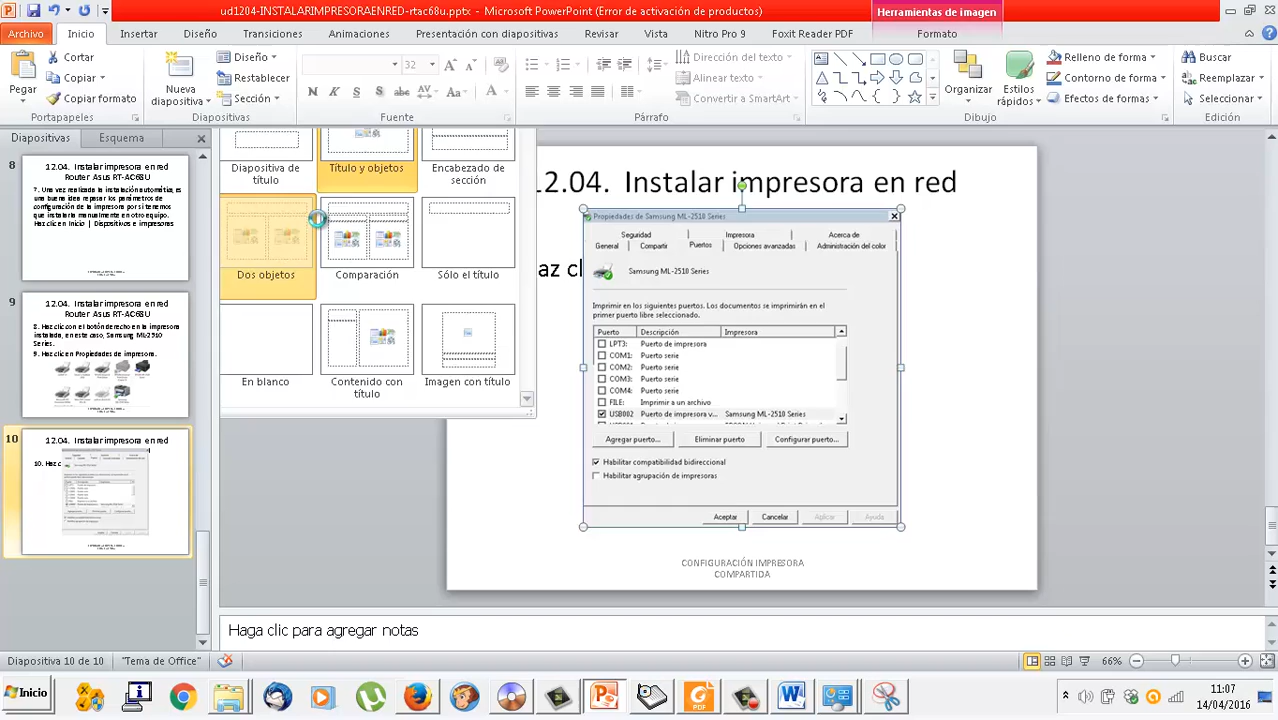 ud1204-INSTALARIMPRESORAENRED-rtac68u.pptx - Microsoft PowerPoint (Error de activación de productos)
Herramientas de imagen
Archivo Inicio Insertar Diseño Transiciones Animaciones Presentación con diapositivas Revisar Vista Nitro Pro 9 Foxit Reader PDF Formato
Pegar
Cortar
Copiar
Copiar formato
Portapapeles
Nueva
diapositiva
Diseño
Restablecer
Sección
Diapositivas
32
N K S S abc AV Aa A
Fuente
Dirección del texto
Alinear texto
Convertir a SmartArt
Párrafo
Organizar
Estilos
rápidos
Relleno de forma
Contorno de forma
Efectos de formas
Dibujo
Buscar
Reemplazar
Seleccionar
Edición
Diapositivas Esquema
8
12.04. Instalar impresora en red
Router Asus RT-AC68U
7. Una vez realizada la instalación automática, es
una buena idea repasar los parámetros de
configuración de la impresora por si tenemos
que instalarla manualmente en otro equipo.
Haz clic en Inicio | Dispositivos e impresoras
9
12.04. Instalar impresora en red
Router Asus RT-AC68U
8. Haz clic con el botón derecho en la impresora
instalada, en este caso, Samsung ML-2510
Series.
9. Haz clic en Propiedades de impresora.
10
12.04. Instalar impresora en red
10. Haz c
Diapositiva de
título
Título y objetos
Encabezado de
sección
Dos objetos
Comparación
Sólo el título
En blanco
Contenido con
título
Imagen con título
12.04. Instalar impresora en red
az cl
Propiedades de Samsung ML-2510 Series
Seguridad Impresora Acerca de
General Compartir Puertos Opciones avanzadas Administración del color
Samsung ML-2510 Series
Imprimir en los siguientes puertos. Los documentos se imprimirán en el
primer puerto libre seleccionado.
Puerto Descripción Impresora
LPT3: Puerto de impresora
COM1: Puerto serie
COM2: Puerto serie
COM3: Puerto serie
COM4: Puerto serie
FILE: Imprimir a un archivo
USB002 Puerto de impresora v... Samsung ML-2510 Series
Agregar puerto... Eliminar puerto Configurar puerto...
Habilitar compatibilidad bidireccional
Habilitar agrupación de impresoras
Aceptar Cancelar Aplicar Ayuda
CONFIGURACIÓN IMPRESORA
COMPARTIDA
Haga clic para agregar notas
Diapositiva 10 de 10 "Tema de Office" 66%
Inicio
PDF
11:07
14/04/2016